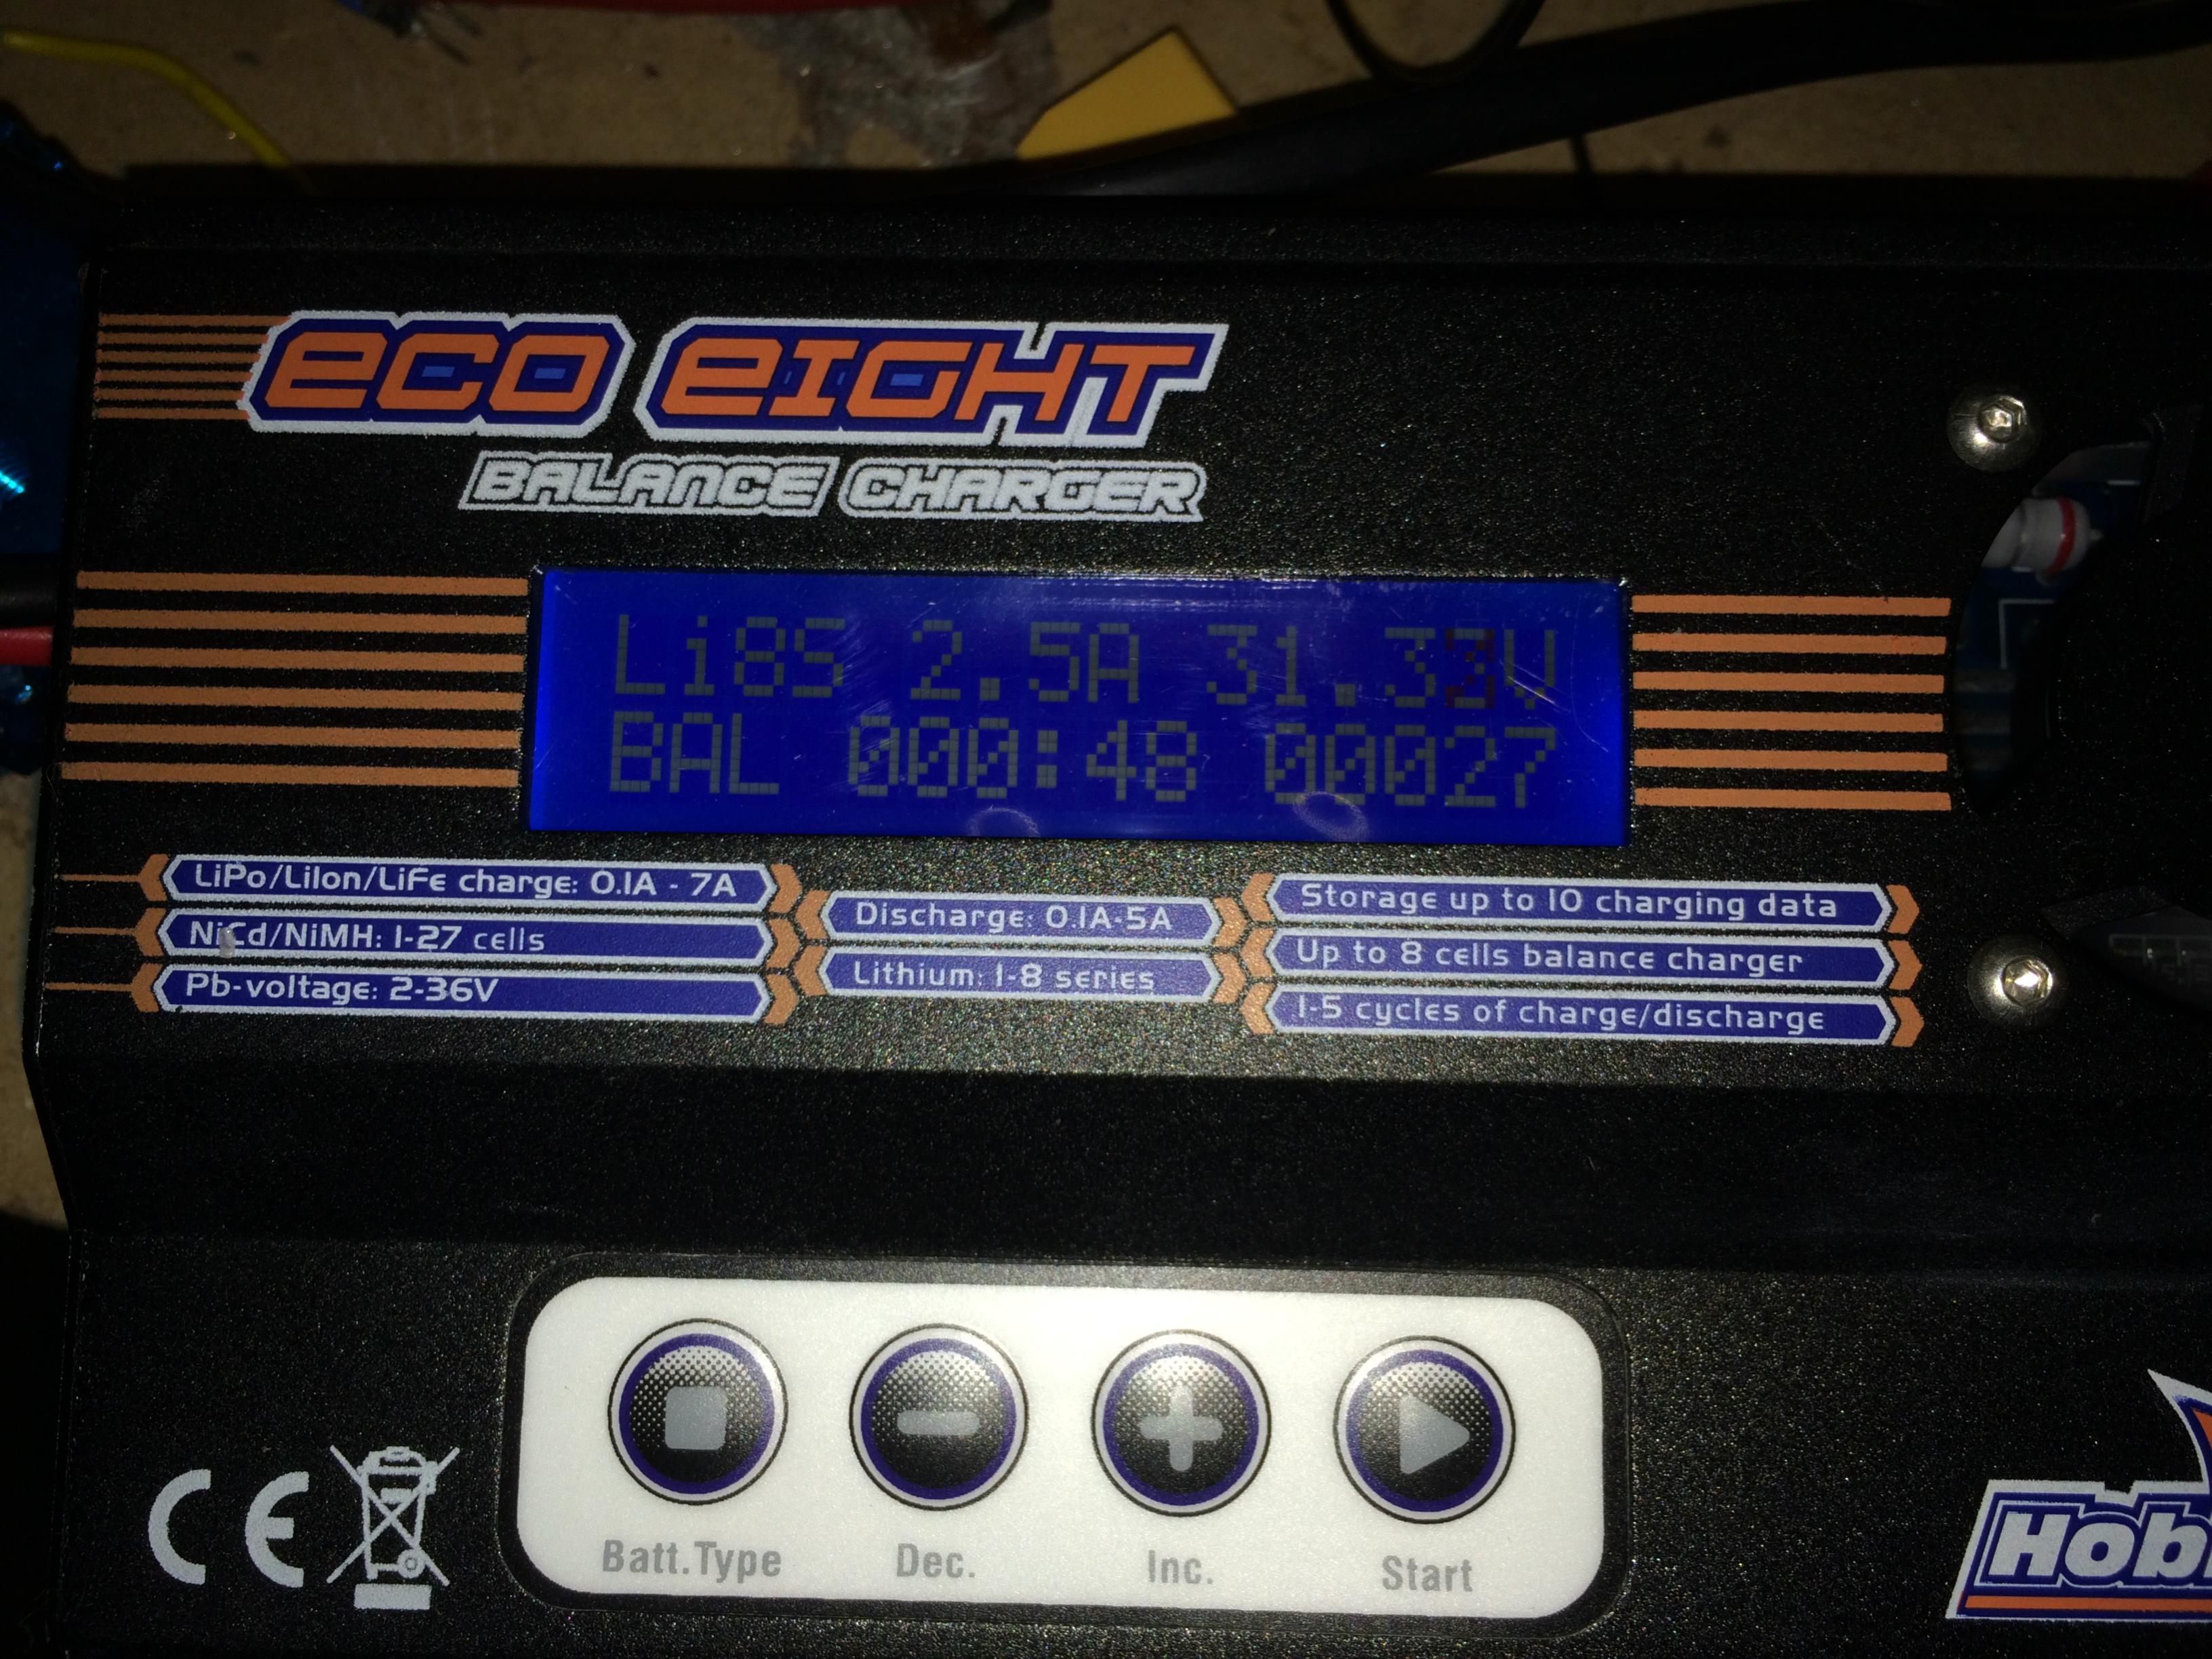 eco eIGHT
BALANCE CHARGER
Li8S 2.5A 31.33V
BAL 000:48 00027
LiPo/LiIon/LiFe charge: 0.1A - 7A
NiCd/NiMH: 1-27 cells
Pb-voltage: 2-36V
Discharge: 0.1A-5A
Lithium: 1-8 series
Storage up to 10 charging data
Up to 8 cells balance charger
1-5 cycles of charge/discharge
Batt.Type
Dec.
Inc.
Start
CE
Hob